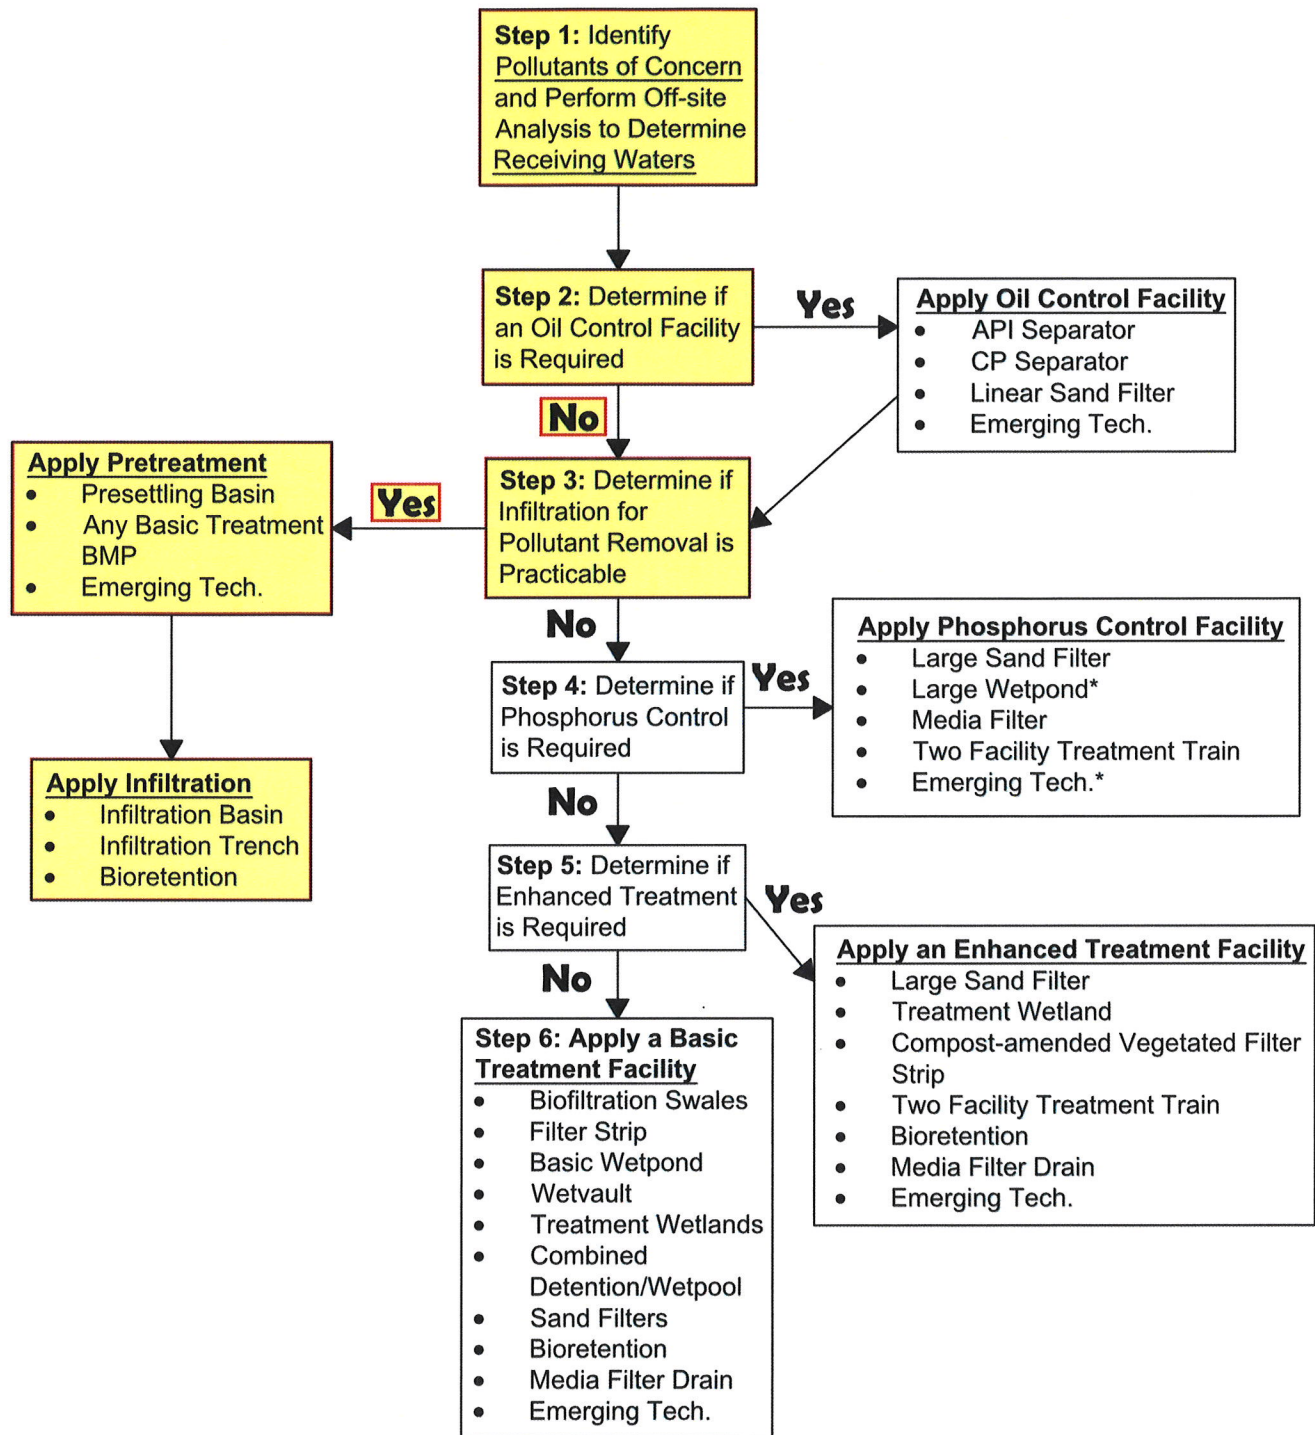 Step 1: Identify
Pollutants of Concern
and Perform Off-site
Analysis to Determine
Receiving Waters
Step 2: Determine if
an Oil Control Facility
is Required
Yes
Apply Oil Control Facility
• API Separator
• CP Separator
• Linear Sand Filter
• Emerging Tech.
No
Apply Pretreatment
• Presettling Basin
• Any Basic Treatment
BMP
• Emerging Tech.
Yes
Step 3: Determine if
Infiltration for
Pollutant Removal is
Practicable
No
Apply Phosphorus Control Facility
• Large Sand Filter
• Large Wetpond*
• Media Filter
• Two Facility Treatment Train
• Emerging Tech.*
Yes
Step 4: Determine if
Phosphorus Control
is Required
Apply Infiltration
• Infiltration Basin
• Infiltration Trench
• Bioretention
No
Step 5: Determine if
Enhanced Treatment
is Required
Yes
Apply an Enhanced Treatment Facility
• Large Sand Filter
• Treatment Wetland
• Compost-amended Vegetated Filter
Strip
• Two Facility Treatment Train
• Bioretention
• Media Filter Drain
• Emerging Tech.
No
Step 6: Apply a Basic
Treatment Facility
• Biofiltration Swales
• Filter Strip
• Basic Wetpond
• Wetvault
• Treatment Wetlands
• Combined
Detention/Wetpool
• Sand Filters
• Bioretention
• Media Filter Drain
• Emerging Tech.